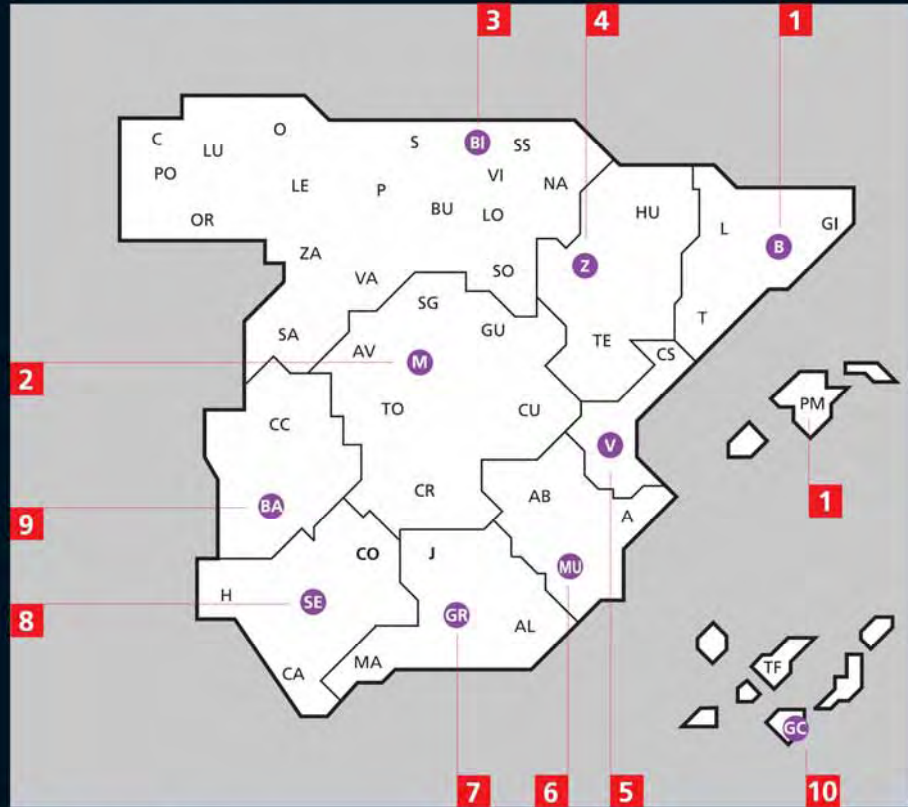 3 4 1
C LU O S BI SS
PO LE P VI NA
OR BU LO HU L GI
ZA Z B
VA SO
SG GU T
SA AV TE CS
2 M
TO CU PM
CC V
CR AB 1
9 BA A
CO J
H MU
8 SE GR AL
CA MA TF
GC
7 6 5 10